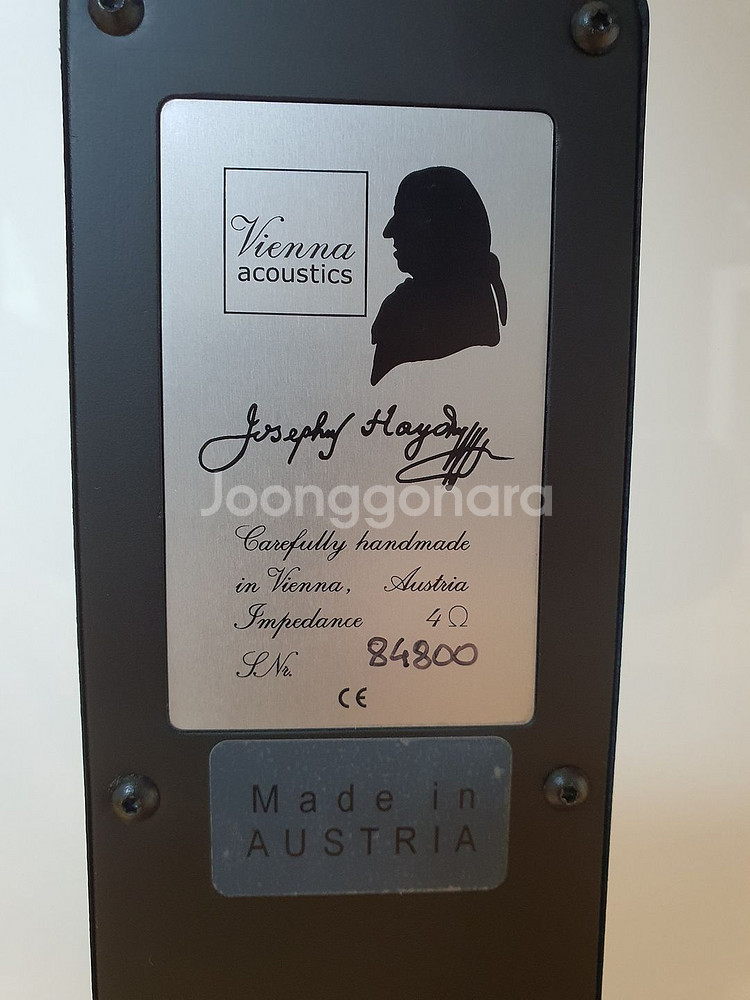 Vienna
acoustics
Josephus Haydn
Joonggonara
Carefully handmade
in Vienna, Austria
Impedance 4Ω
S.Nr. 84800
CE
Made in
AUSTRIA